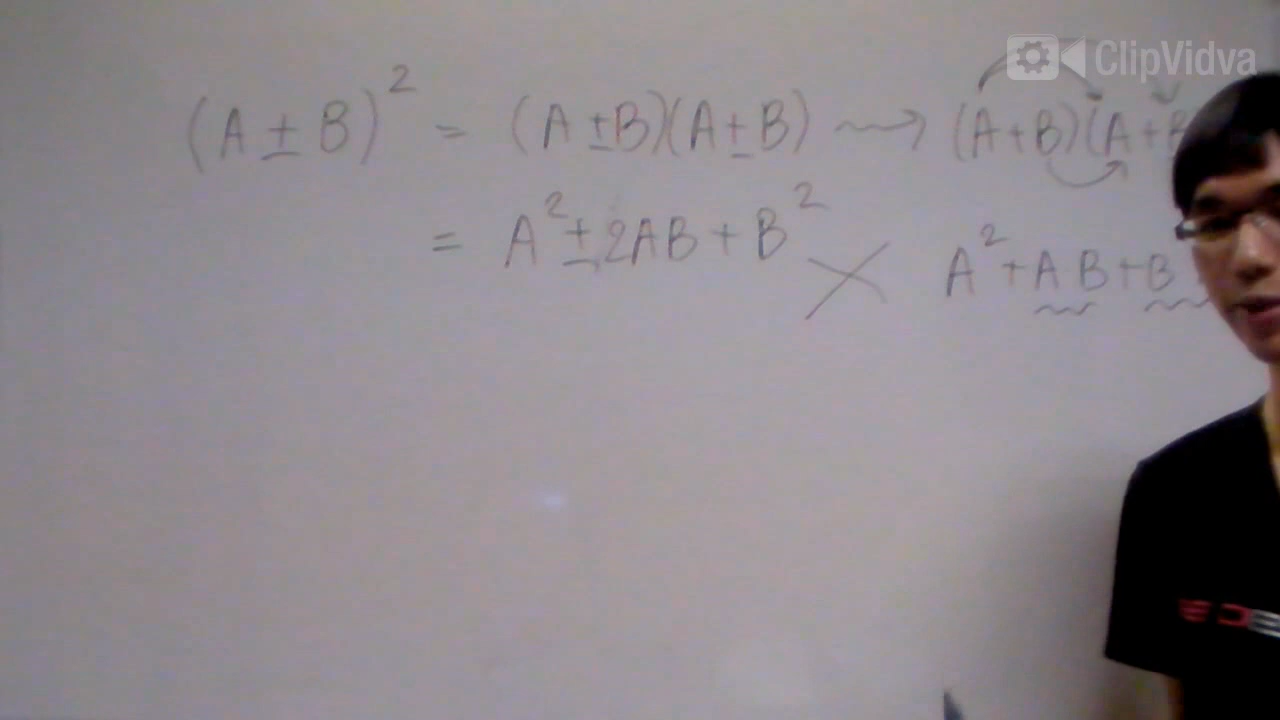 ClipVidva
(A ± B)² = (A ± B)(A ± B) ⇝ (A + B)(A + B
= A² ± 2AB + B²
A² + AB + B